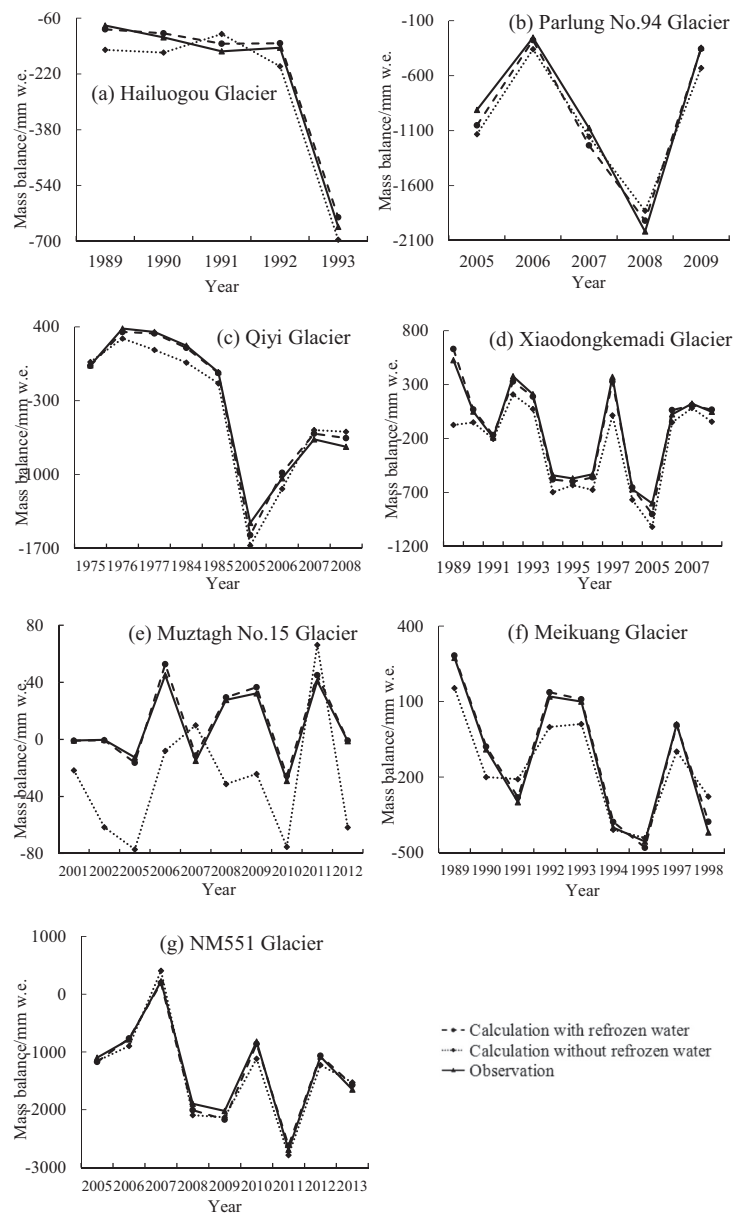 (a) Hailuogou Glacier
Mass balance/mm w.e.
-60
-220
-380
-540
-700
1989 1990 1991 1992 1993
Year
(b) Parlung No.94 Glacier
Mass balance/mm w.e.
-100
-600
-1100
-1600
-2100
2005 2006 2007 2008 2009
Year
(c) Qiyi Glacier
Mass balance/mm w.e.
400
-300
-1000
-1700
1975 1976 1977 1984 1985 2005 2006 2007 2008
Year
(d) Xiaodongkemadi Glacier
Mass balance/mm w.e.
800
300
-200
-700
-1200
1989 1991 1993 1995 1997 2005 2007
Year
(e) Muztagh No.15 Glacier
Mass balance/mm w.e.
80
40
0
-40
-80
2001 2002 2005 2006 2007 2008 2009 2010 2011 2012
Year
(f) Meikuang Glacier
Mass balance/mm w.e.
400
100
-200
-500
1989 1990 1991 1992 1993 1994 1995 1997 1998
Year
(g) NM551 Glacier
Mass balance/mm w.e.
1000
0
-1000
-2000
-3000
2005 2006 2007 2008 2009 2010 2011 2012 2013
Year
Calculation with refrozen water
Calculation without refrozen water
Observation